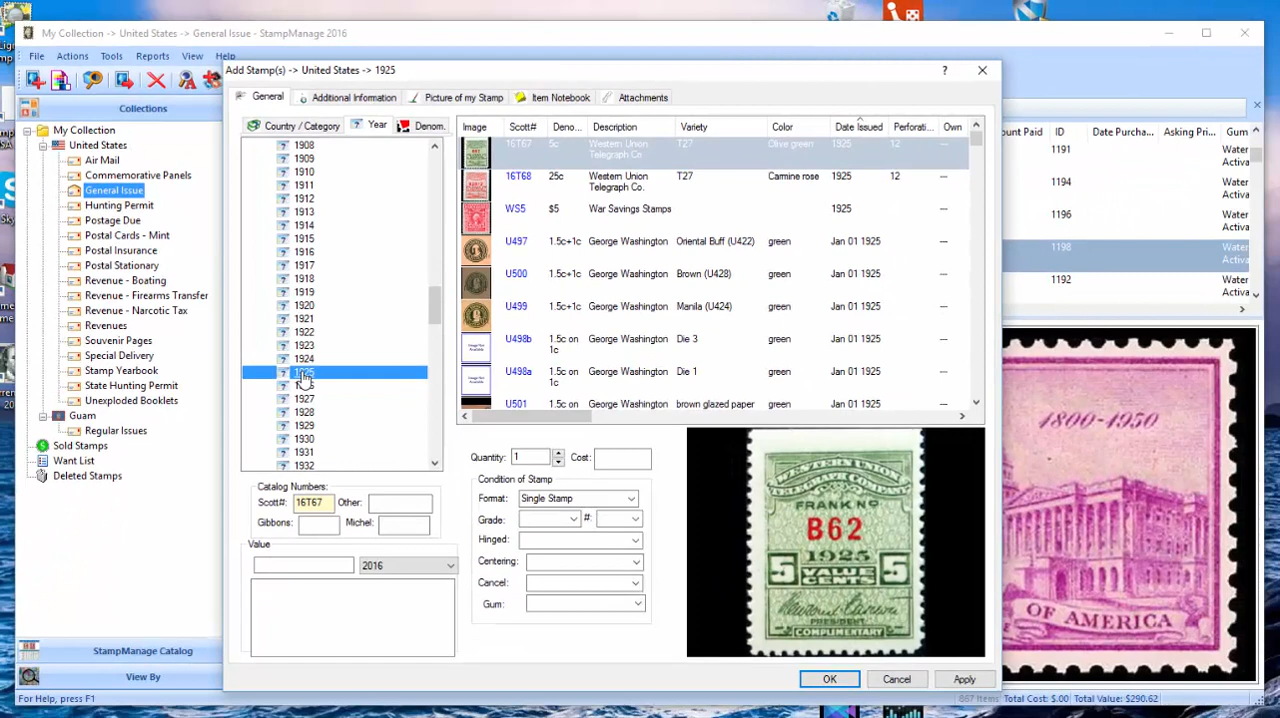 My Collection -> United States -> General Issue - StampManage 2016
File Actions Tools Reports View Help
Collections
My Collection
United States
Air Mail
Commemorative Panels
General Issue
Hunting Permit
Postage Due
Postal Cards - Mint
Postal Insurance
Postal Stationary
Revenue - Boating
Revenue - Firearms Transfer
Revenue - Narcotic Tax
Revenues
Souvenir Pages
Special Delivery
Stamp Yearbook
State Hunting Permit
Unexploded Booklets
Guam
Regular Issues
Sold Stamps
Want List
Deleted Stamps
StampManage Catalog
View By
For Help, press F1
Add Stamp(s) -> United States -> 1925
General Additional Information Picture of my Stamp Item Notebook Attachments
Country / Category Year Denom.
1908
1909
1910
1911
1912
1913
1914
1915
1916
1917
1918
1919
1920
1921
1922
1923
1924
1925
1927
1928
1929
1930
1931
1932
Image Scott# Deno... Description Variety Color Date Issued Perforati... Own
16T67 5c Western Union Telegraph Co. T27 Olive green 1925 12 ---
16T68 25c Western Union Telegraph Co. T27 Carmine rose 1925 12 ---
WS5 $5 War Savings Stamps 1925 ---
U497 1.5c+1c George Washington Oriental Buff (U422) green Jan 01 1925 ---
U500 1.5c+1c George Washington Brown (U428) green Jan 01 1925 ---
U499 1.5c+1c George Washington Manila (U424) green Jan 01 1925 ---
U498b 1.5c on 1c George Washington Die 3 green Jan 01 1925 ---
U498a 1.5c on 1c George Washington Die 1 green Jan 01 1925 ---
U501 1.5c on George Washington brown glazed paper green Jan 01 1925 ---
Catalog Numbers:
Scott#: 16T67 Other:
Gibbons: Michel:
Value
2016
Quantity: 1 Cost:
Condition of Stamp
Format: Single Stamp
Grade: #:
Hinged:
Centering:
Cancel:
Gum:
WESTERN UNION
TELEGRAPH CO.
FRANK NO
B62
1925
5 VALUE 5
CENTS
PRESIDENT
COMPLIMENTARY
OK Cancel Apply
ount Paid ID Date Purcha... Asking Pri... Gum
1191 Water Activa
1194 Water Activa
1196 Water Activa
1198 Water Activa
1192 Water Activa
1800-1950
OF AMERICA
867 Items Total Cost: $.00 Total Value: $290.62